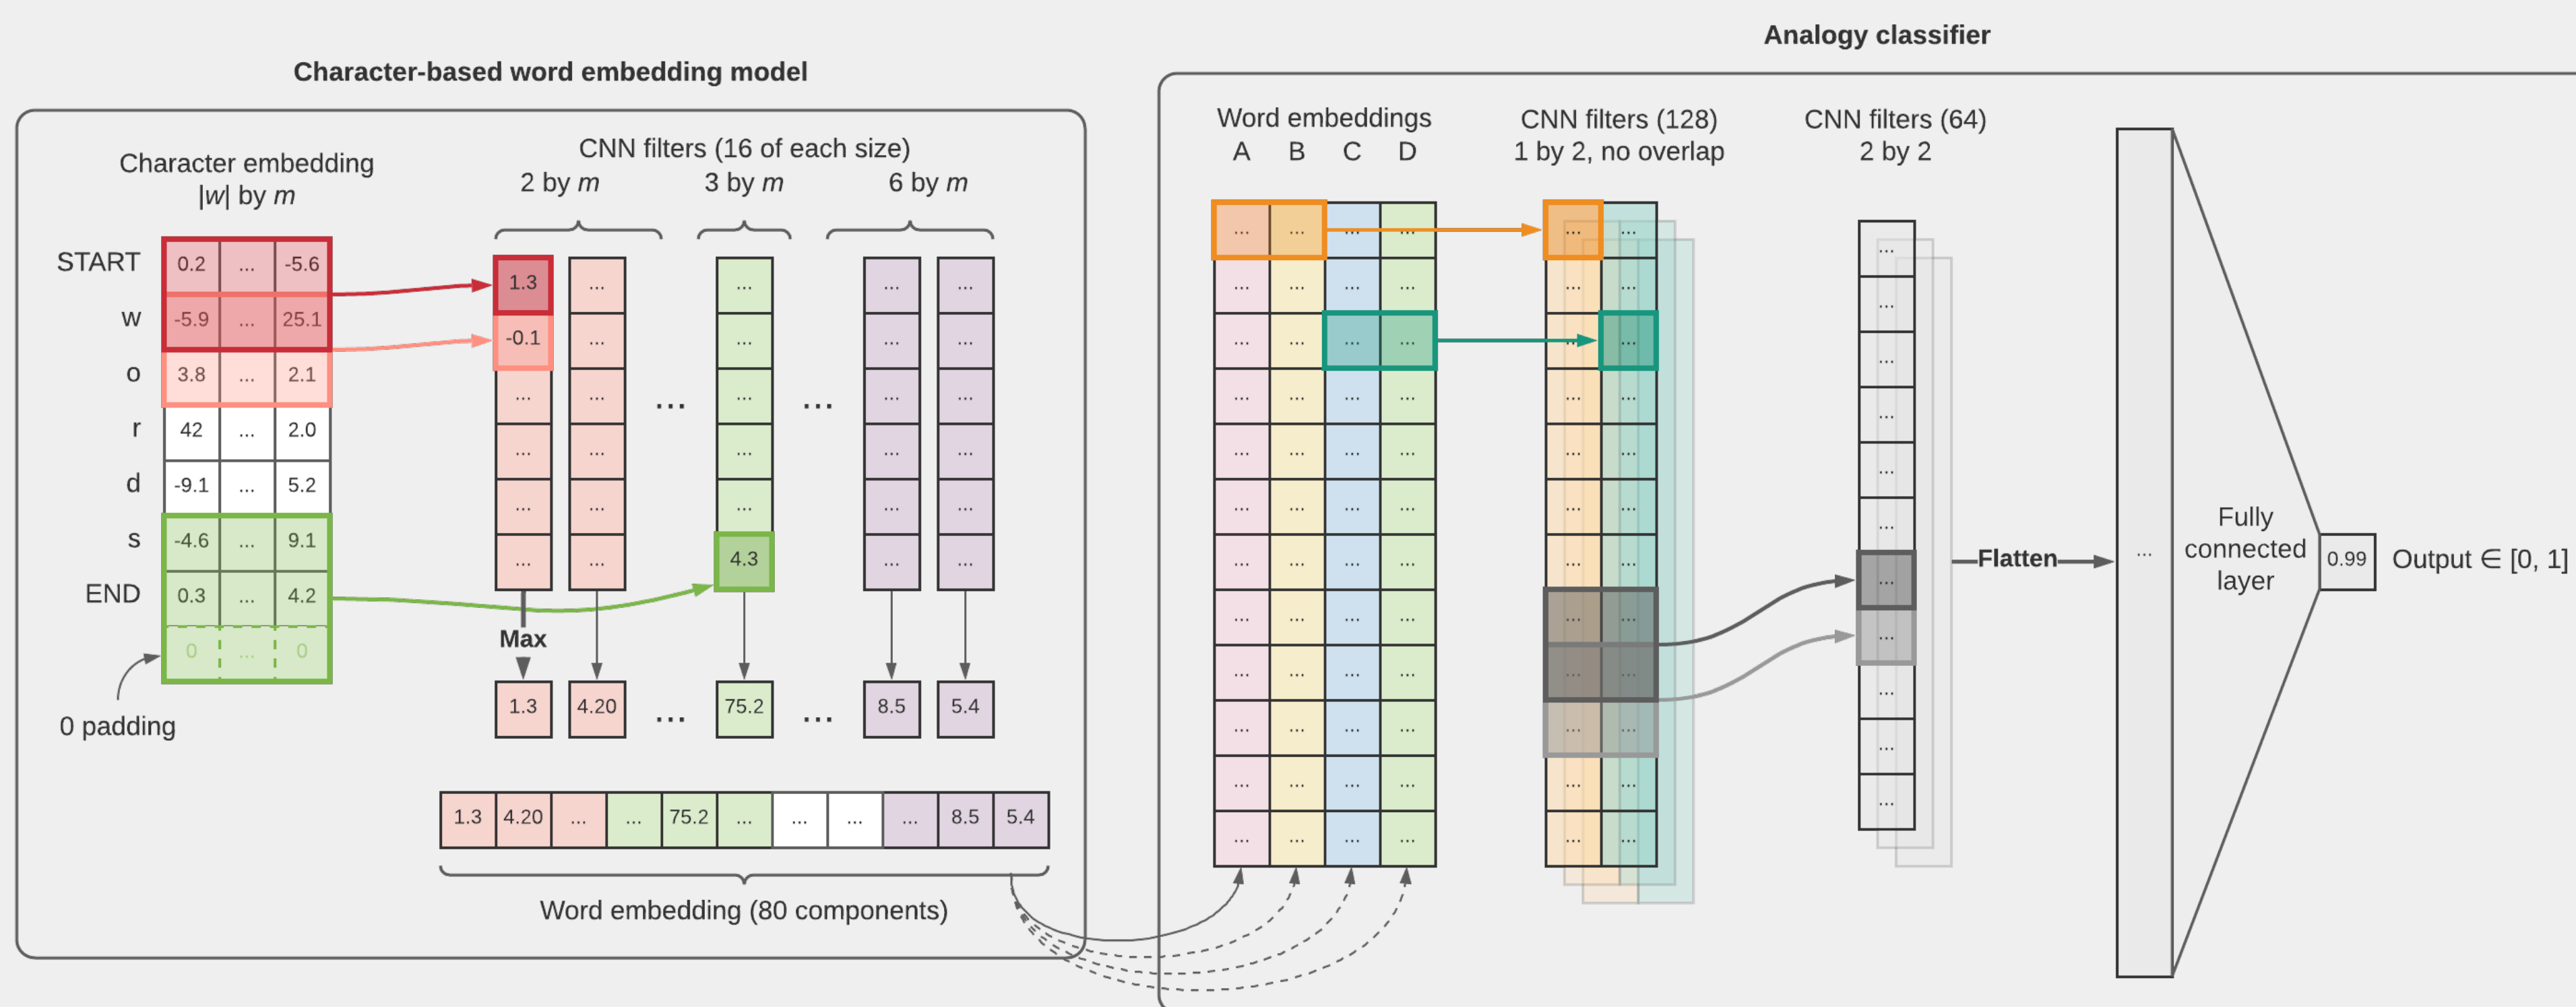 Character-based word embedding model
Character embedding
|w| by m
CNN filters (16 of each size)
2 by m 3 by m 6 by m
START 0.2 ... -5.6
w -5.9 ... 25.1
o 3.8 ... 2.1
r 42 ... 2.0
d -9.1 ... 5.2
s -4.6 ... 9.1
END 0.3 ... 4.2
0 ... 0
0 padding
1.3 ... ... ... ...
-0.1 ... ... ... ...
... ... ... ... ...
... ... ... ...
... ... ... ... ...
... ... ... ... ...
... ... 4.3 ... ...
Max
1.3 4.20 ... 75.2 ... 8.5 5.4
1.3 4.20 ... ... 75.2 ... ... ... ... 8.5 5.4
Word embedding (80 components)
Analogy classifier
Word embeddings
A B C D
... ... ... ...
... ... ... ...
... ... ... ...
... ... ... ...
... ... ... ...
... ... ... ...
... ... ... ...
... ... ... ...
... ... ... ...
... ... ... ...
... ... ... ...
... ... ... ...
CNN filters (128)
1 by 2, no overlap
... ...
... ...
... ...
... ...
... ...
... ...
... ...
... ...
... ...
... ...
... ...
... ...
CNN filters (64)
2 by 2
...
...
...
...
...
...
...
...
...
...
...
Flatten
...
Fully
connected
layer
0.99
Output ∈ [0, 1]